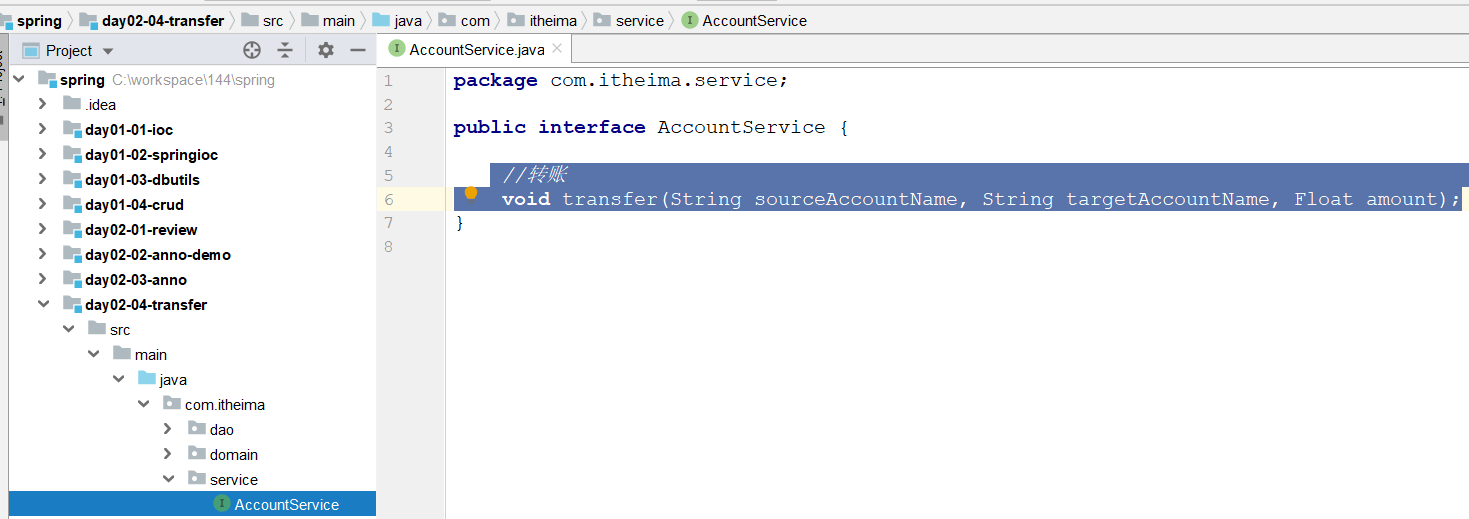 spring day02-04-transfer src main java com itheima service AccountService
Project
AccountService.java
spring C:\workspace\144\spring
.idea
day01-01-ioc
day01-02-springioc
day01-03-dbutils
day01-04-crud
day02-01-review
day02-02-anno-demo
day02-03-anno
day02-04-transfer
src
main
java
com.itheima
dao
domain
service
AccountService
1 package com.itheima.service;
2
3 public interface AccountService {
4
5 //转账
6 void transfer(String sourceAccountName, String targetAccountName, Float amount);
7 }
8